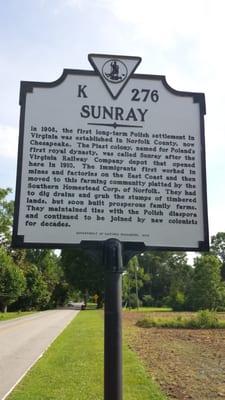 K 276
SUNRAY
In 1908, the first long-term Polish settlement in
Virginia was established in Norfolk County, now
Chesapeake. The Piast colony, named for Poland's
first royal dynasty, was called Sunray after the
Virginia Railway Company depot that opened
here in 1910. The immigrants first worked in
mines and factories on the East Coast and then
moved to this farming community platted by the
Southern Homestead Corp. of Norfolk. They had
to dig drains and grub the stumps of timbered
lands, but soon built prosperous family farms.
They maintained ties with the Polish diaspora
and continued to be joined by new colonists
for decades.
DEPARTMENT OF HISTORIC RESOURCES,